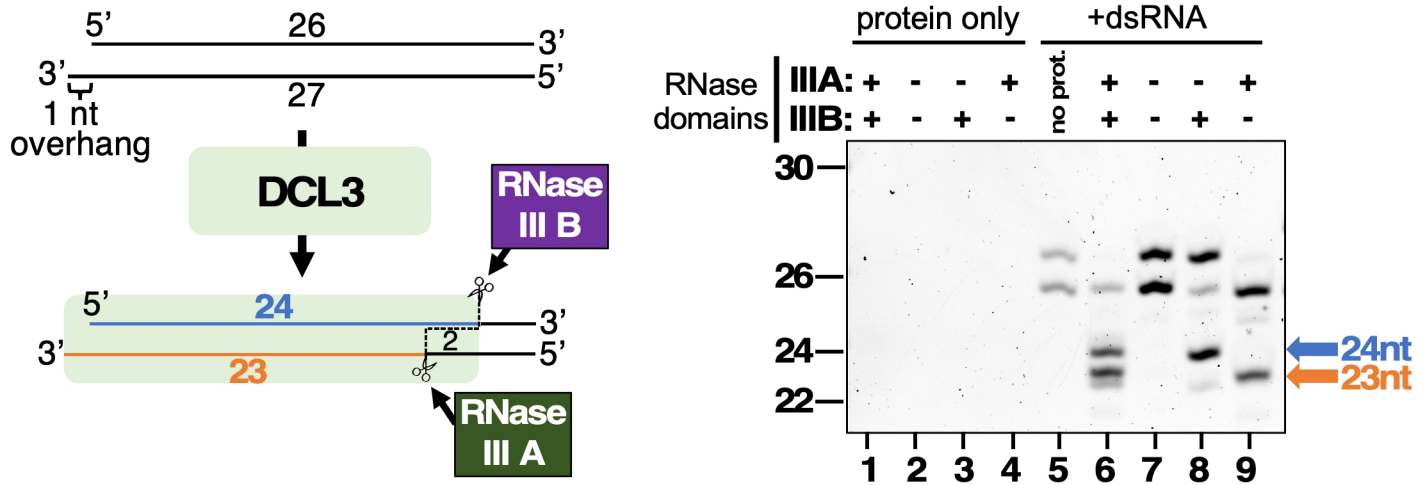 5’ 26 3’
3’ 27 5’
1 nt
overhang
DCL3
RNase
III B
5’ 24 3’
3’ 23 2 5’
RNase
III A
protein only +dsRNA
RNase
domains
IIIA: + - - + no prot. + - - +
IIIB: + - + - + - + -
30
26
24
22
24nt
23nt
1 2 3 4 5 6 7 8 9